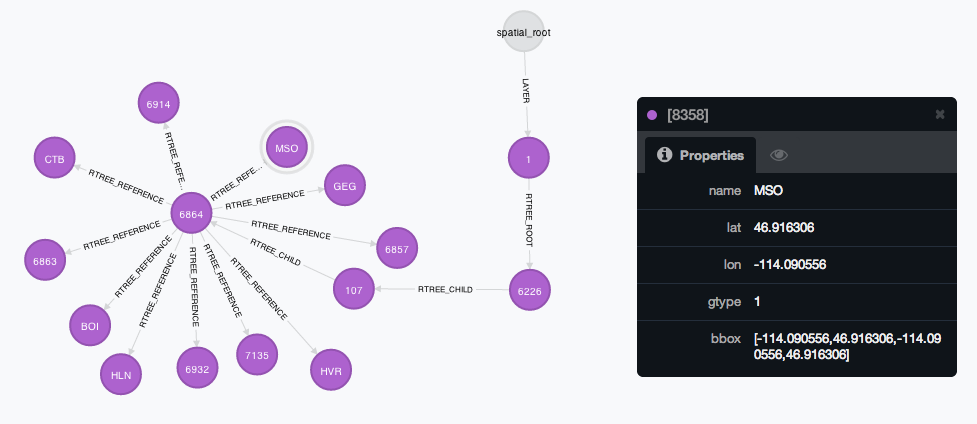 spatial_root
LAYER
1
RTREE_ROOT
6226
RTREE_CHILD
107
RTREE_CHILD
6864
RTREE_REFE...
6914
RTREE_REFE...
MSO
RTREE_REFERENCE
GEG
RTREE_REFERENCE
6857
RTREE_REFERENCE
HVR
RTREE_REFERENCE
7135
RTREE_REFERENCE
6932
RTREE_REFERENCE
HLN
RTREE_REFERENCE
BOI
RTREE_REFERENCE
6863
RTREE_REFERENCE
CTB
[8358]
Properties
name MSO
lat 46.916306
lon -114.090556
gtype 1
bbox [-114.090556,46.916306,-114.09
0556,46.916306]